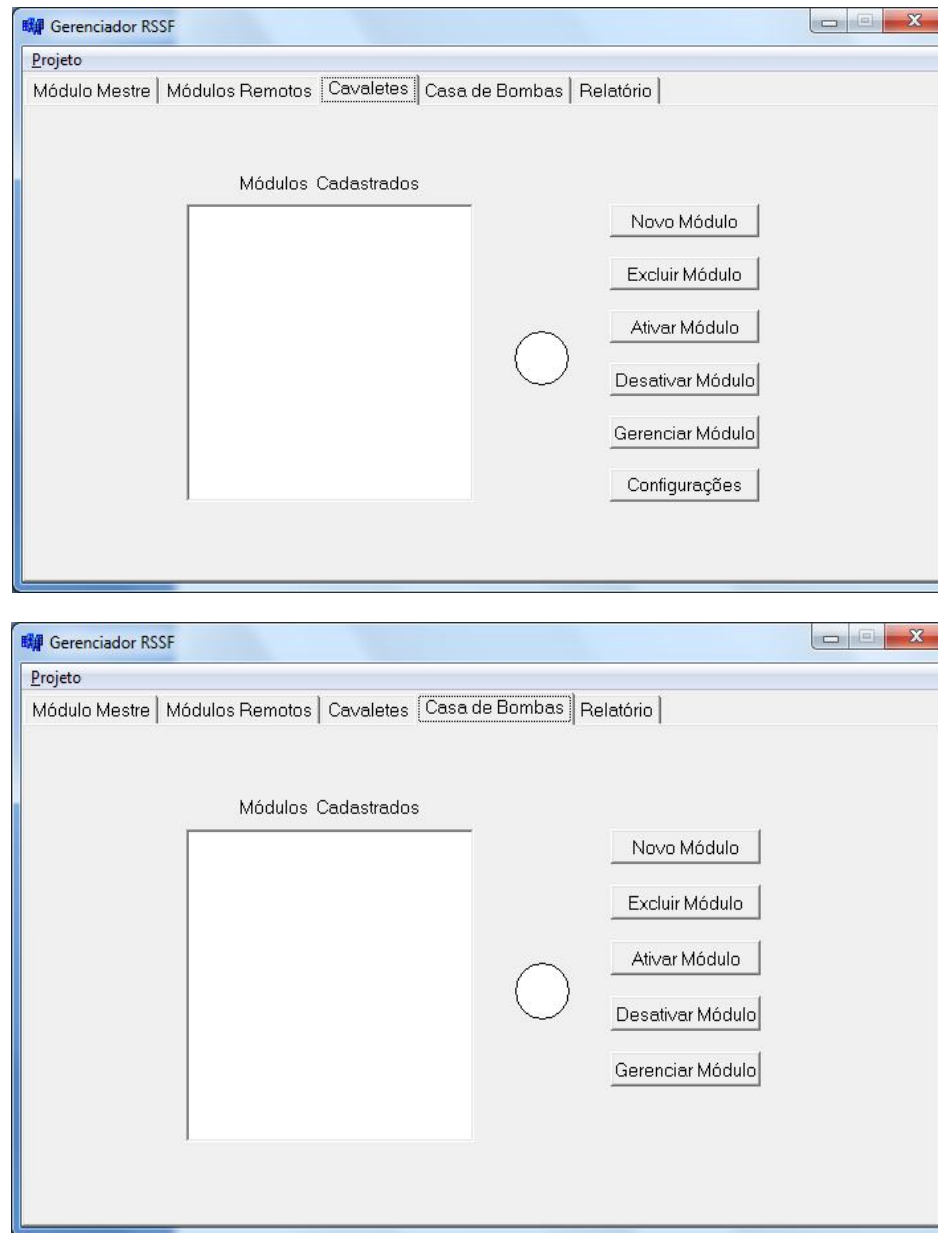 Gerenciador RSSF
Projeto
Módulo Mestre Módulos Remotos Cavaletes Casa de Bombas Relatório
Módulos Cadastrados
Novo Módulo
Excluir Módulo
Ativar Módulo
Desativar Módulo
Gerenciar Módulo
Configurações
Gerenciador RSSF
Projeto
Módulo Mestre Módulos Remotos Cavaletes Casa de Bombas Relatório
Módulos Cadastrados
Novo Módulo
Excluir Módulo
Ativar Módulo
Desativar Módulo
Gerenciar Módulo